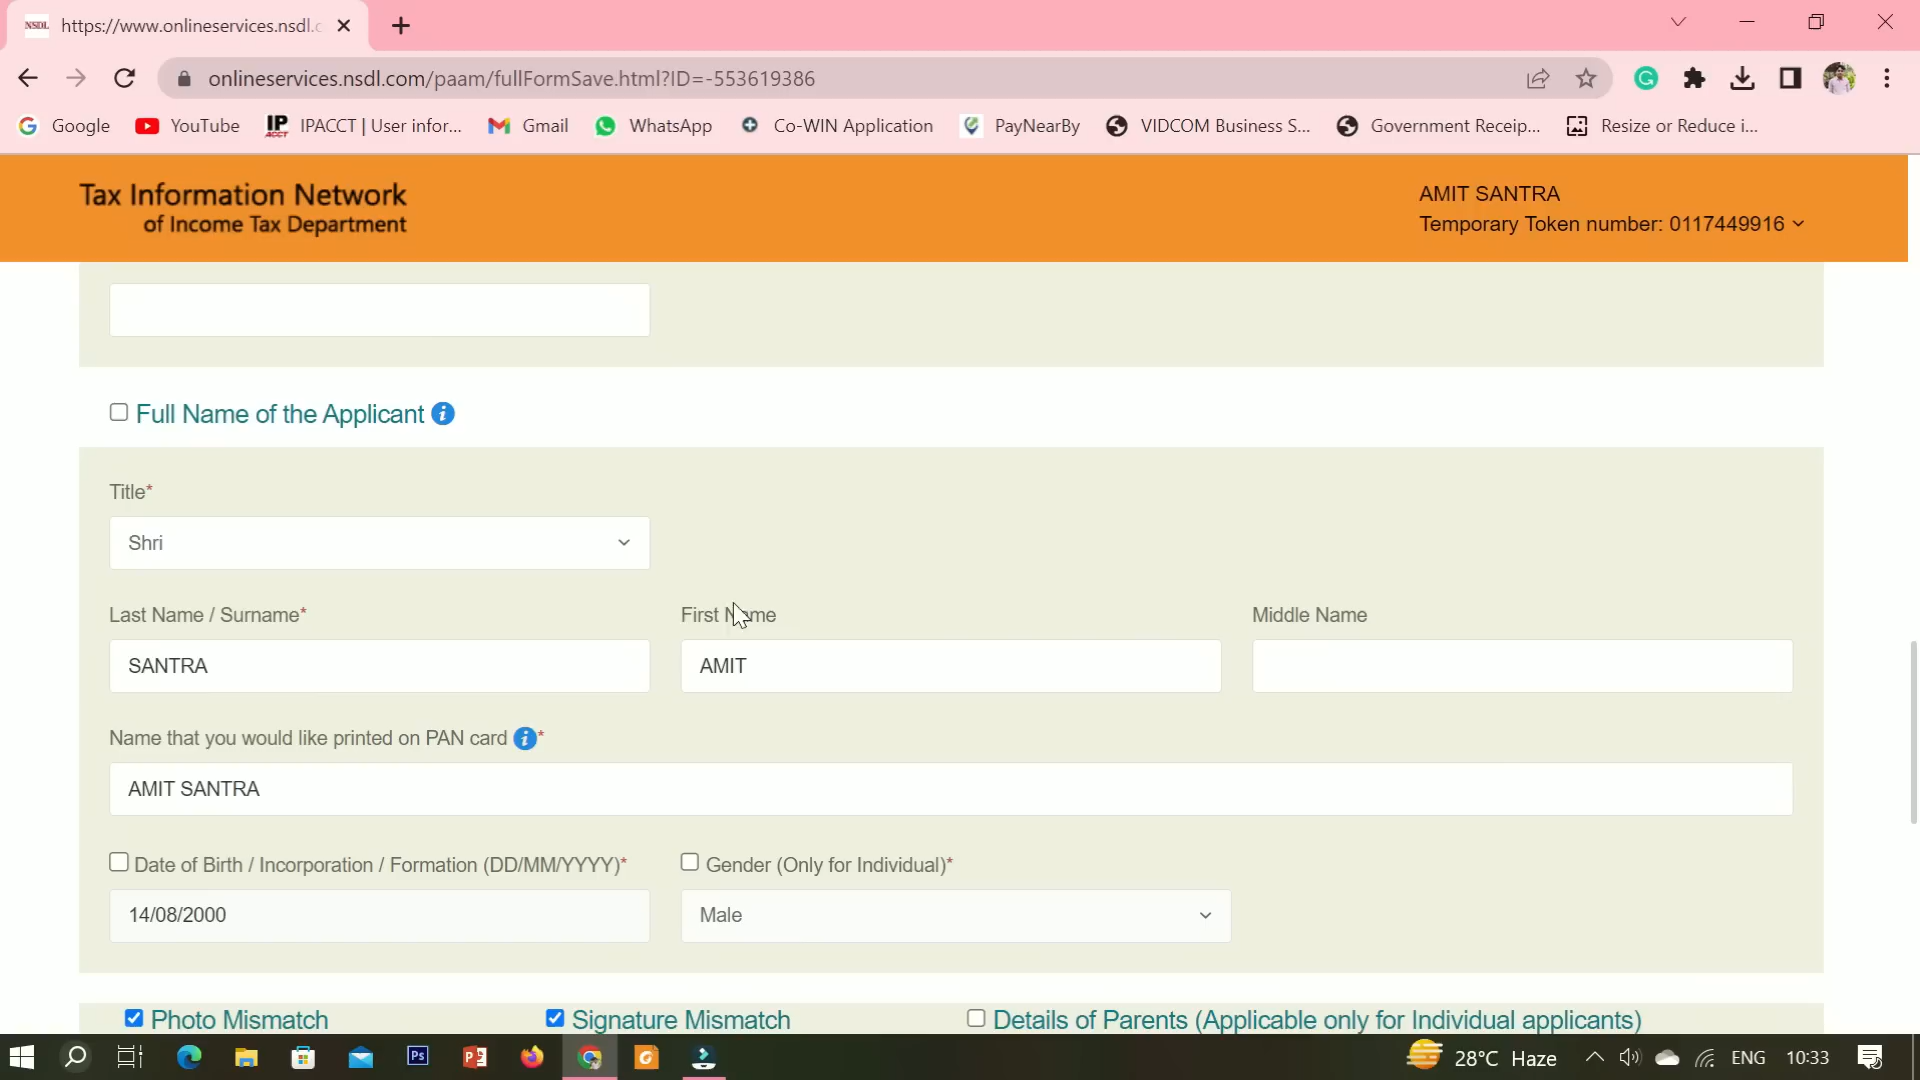 NSDL https://www.onlineservices.nsdl.c
onlineservices.nsdl.com/paam/fullFormSave.html?ID=-553619386
Google YouTube IP ACCT IPACCT | User infor... Gmail WhatsApp Co-WIN Application PayNearBy VIDCOM Business S... Government Receip... Resize or Reduce i...
Tax Information Network
of Income Tax Department
AMIT SANTRA
Temporary Token number: 0117449916
Full Name of the Applicant i
Title*
Shri
Last Name / Surname* First Name Middle Name
SANTRA AMIT
Name that you would like printed on PAN card i*
AMIT SANTRA
Date of Birth / Incorporation / Formation (DD/MM/YYYY)* Gender (Only for Individual)*
14/08/2000 Male
Photo Mismatch Signature Mismatch Details of Parents (Applicable only for Individual applicants)
Ps 28°C Haze ENG 10:33